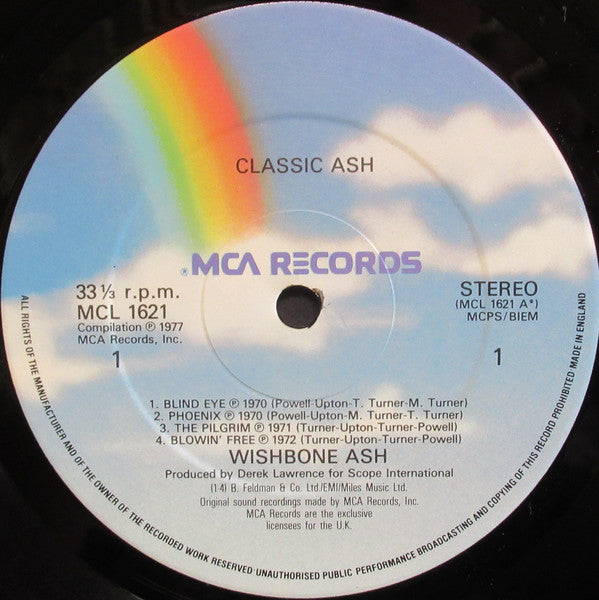 CLASSIC ASH
® MCA RECORDS
33 ⅓ r.p.m.
MCL 1621
Compilation ℗ 1977
MCA Records, Inc.
1
STEREO
(MCL 1621 A*)
MCPS/BIEM
1
1. BLIND EYE ℗ 1970 (Powell-Upton-T. Turner-M. Turner)
2. PHOENIX ℗ 1970 (Powell-Upton-M. Turner-T. Turner)
3. THE PILGRIM ℗ 1971 (Turner-Upton-Turner-Powell)
4. BLOWIN' FREE ℗ 1972 (Turner-Upton-Turner-Powell)
WISHBONE ASH
Produced by Derek Lawrence for Scope International
(1-4) B. Feldman & Co. Ltd./EMI/Miles Music Ltd.
Original sound recordings made by MCA Records, Inc.
MCA Records are the exclusive
licensees for the U.K.
ALL RIGHTS OF THE MANUFACTURER AND OF THE OWNER OF THE RECORDED WORK RESERVED·UNAUTHORISED PUBLIC PERFORMANCE BROADCASTING AND COPYING OF THIS RECORD PROHIBITED MADE IN ENGLAND